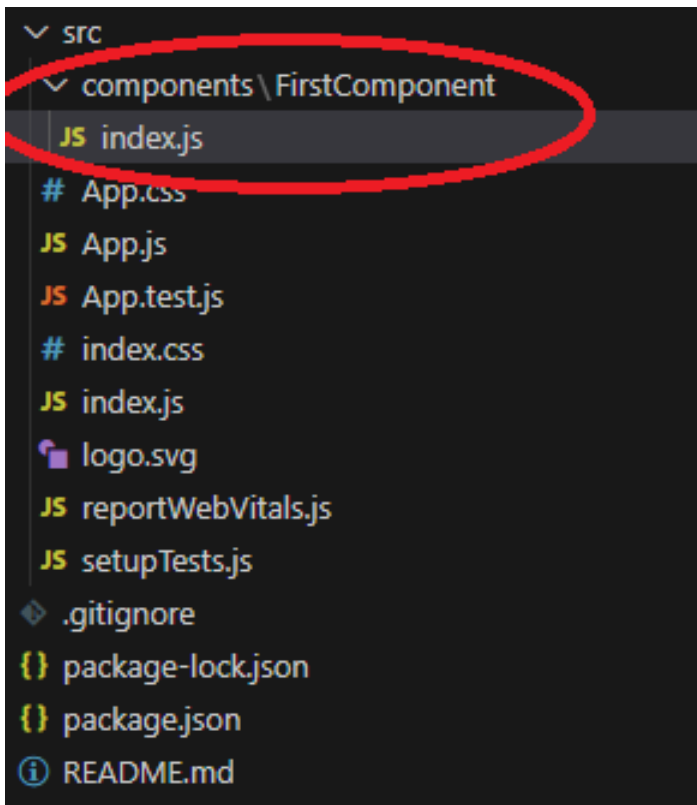 src
components\FirstComponent
JS index.js
# App.css
JS App.js
JS App.test.js
# index.css
JS index.js
logo.svg
JS reportWebVitals.js
JS setupTests.js
.gitignore
{} package-lock.json
{} package.json
README.md